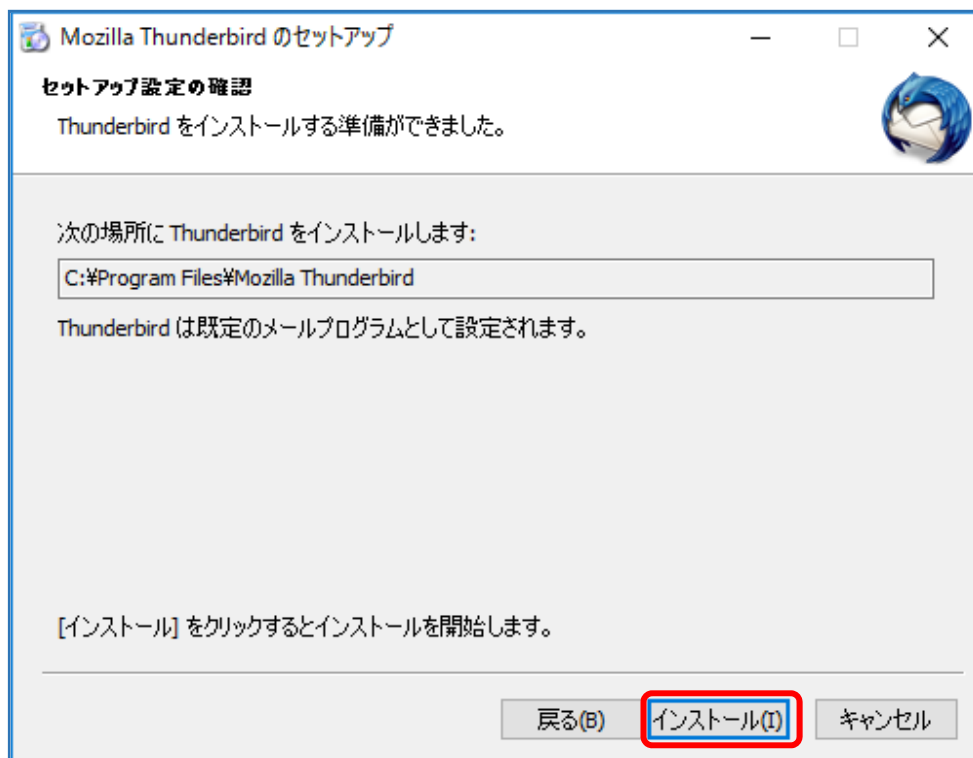 Mozilla Thunderbird のセットアップ
セットアップ設定の確認
Thunderbird をインストールする準備ができました。
次の場所に Thunderbird をインストールします:
C:¥Program Files¥Mozilla Thunderbird
Thunderbird は既定のメールプログラムとして設定されます。
[インストール] をクリックするとインストールを開始します。
戻る(B) インストール(I) キャンセル